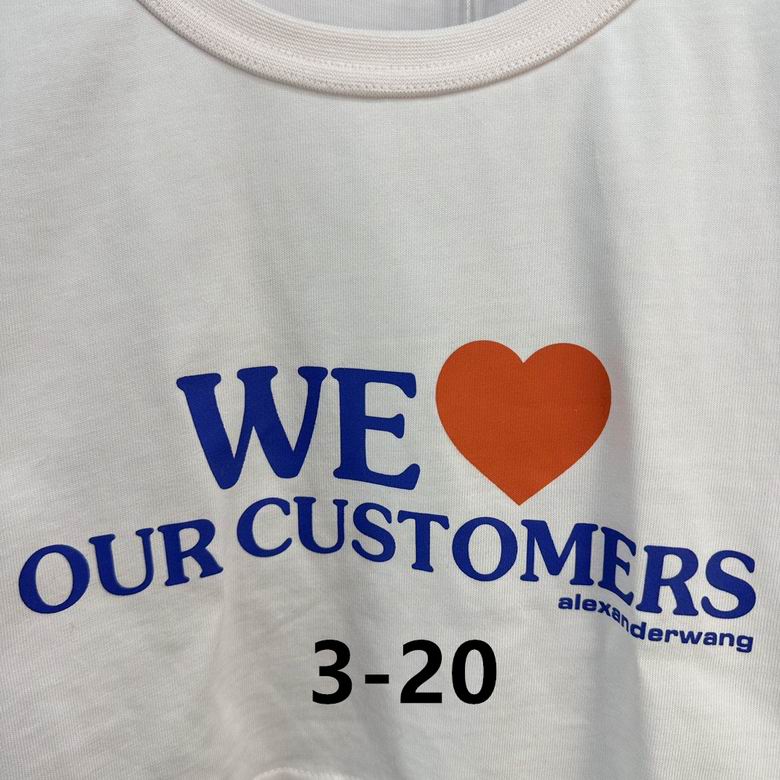 WE
OUR CUSTOMERS
alexanderwang
3-20